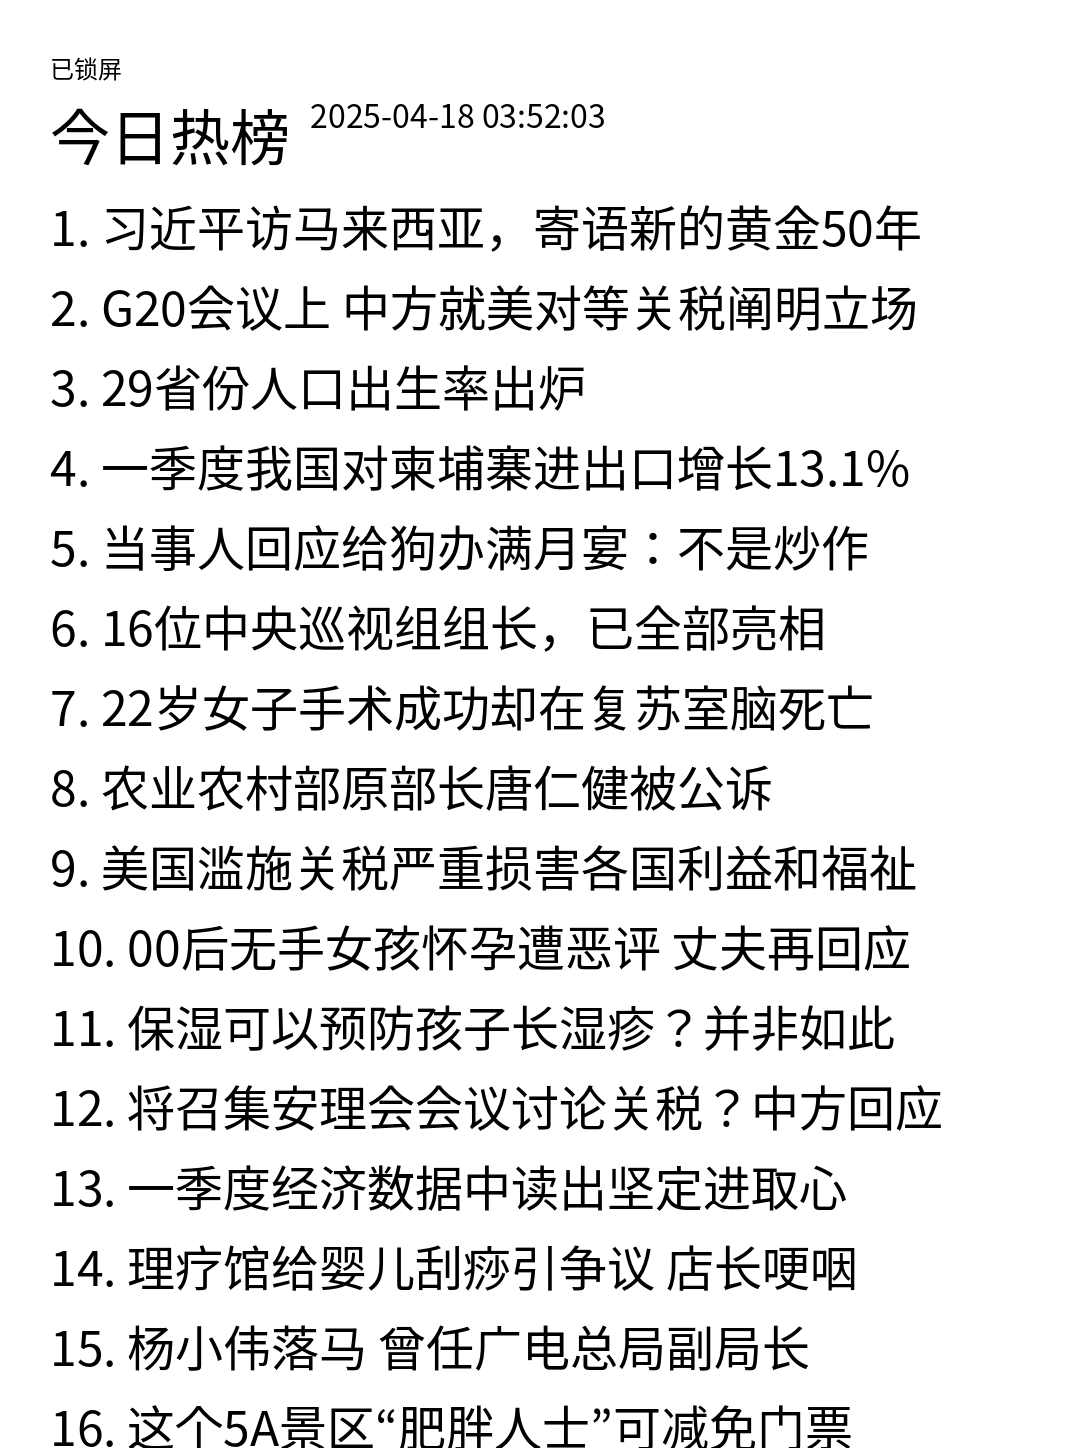 已锁屏
今日热榜 2025-04-18 03:52:03
1. 习近平访马来西亚，寄语新的黄金50年
2. G20会议上 中方就美对等关税阐明立场
3. 29省份人口出生率出炉
4. 一季度我国对柬埔寨进出口增长13.1%
5. 当事人回应给狗办满月宴：不是炒作
6. 16位中央巡视组组长，已全部亮相
7. 22岁女子手术成功却在复苏室脑死亡
8. 农业农村部原部长唐仁健被公诉
9. 美国滥施关税严重损害各国利益和福祉
10. 00后无手女孩怀孕遭恶评 丈夫再回应
11. 保湿可以预防孩子长湿疹？并非如此
12. 将召集安理会会议讨论关税？中方回应
13. 一季度经济数据中读出坚定进取心
14. 理疗馆给婴儿刮痧引争议 店长哽咽
15. 杨小伟落马 曾任广电总局副局长
16. 这个5A景区“肥胖人士”可减免门票